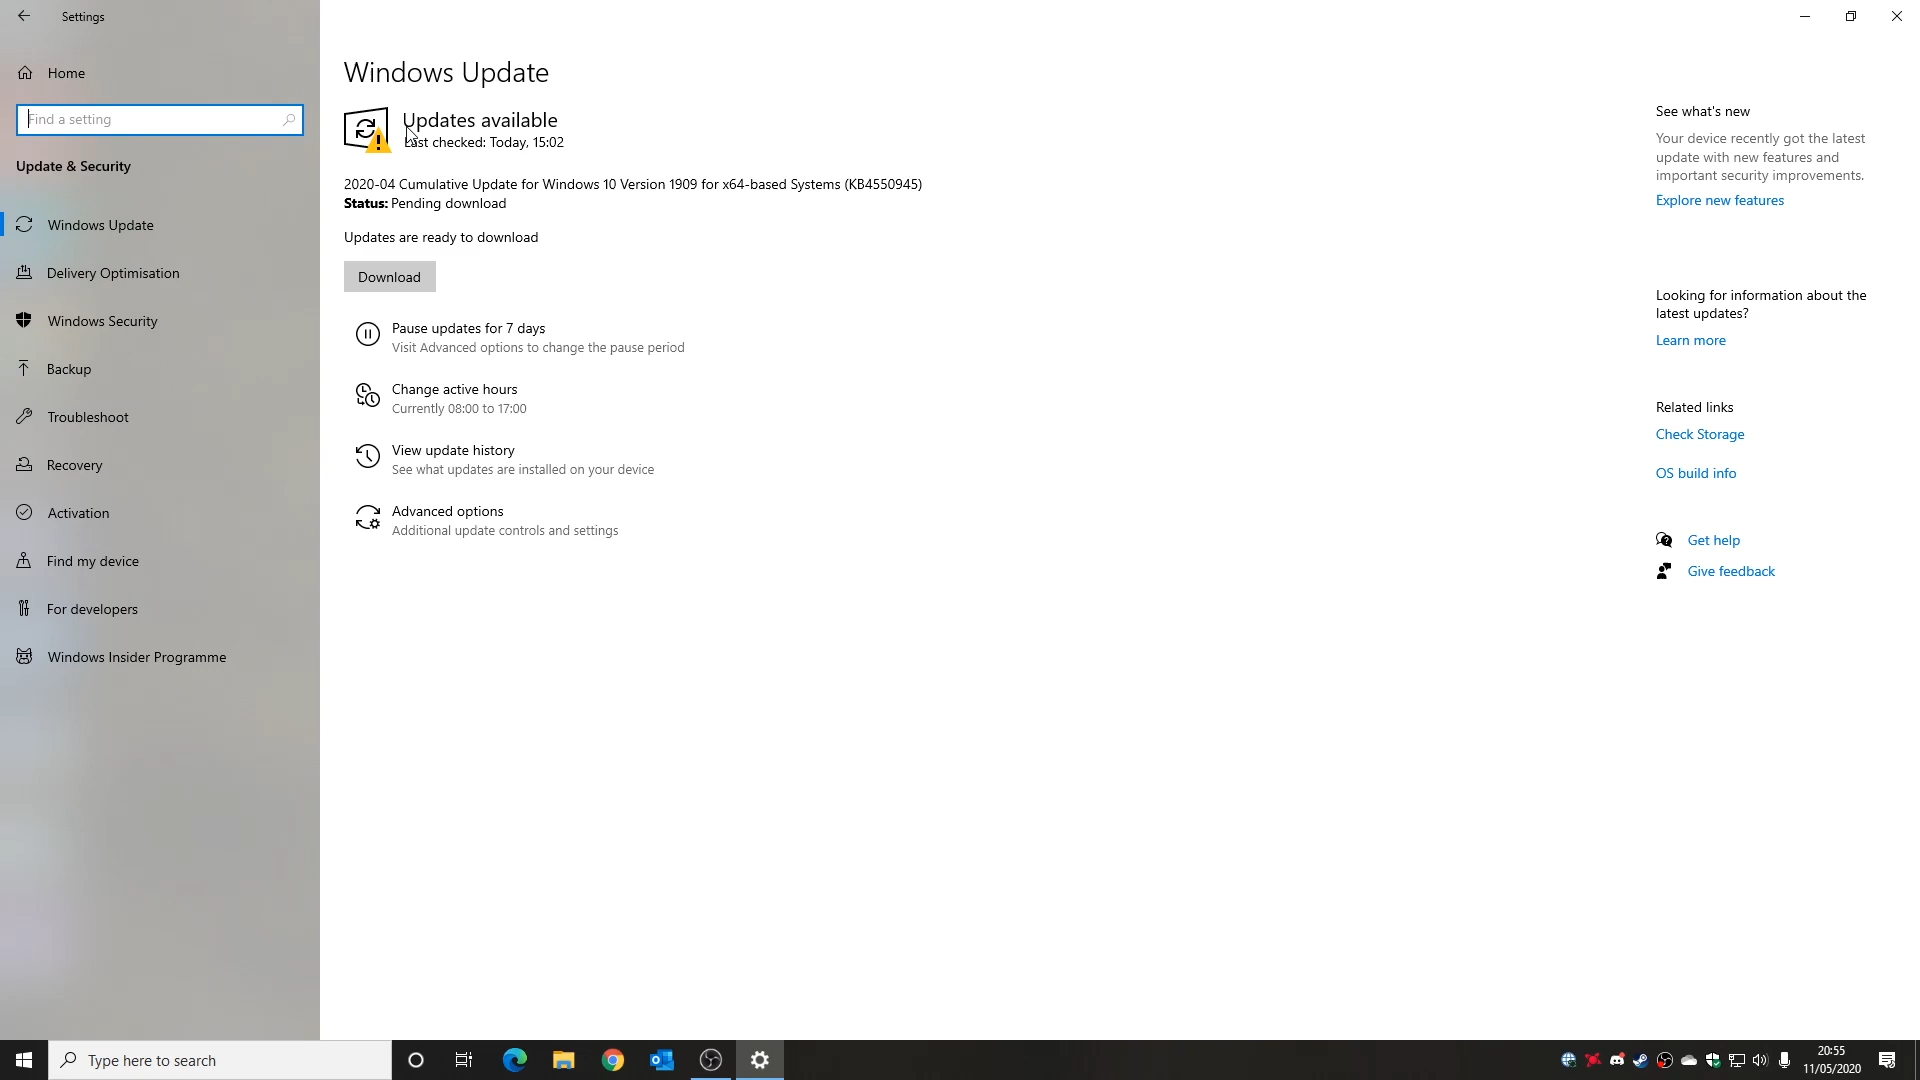 Settings
Home
Find a setting
Update & Security
Windows Update
Delivery Optimisation
Windows Security
Backup
Troubleshoot
Recovery
Activation
Find my device
For developers
Windows Insider Programme
Windows Update
Updates available
Last checked: Today, 15:02
2020-04 Cumulative Update for Windows 10 Version 1909 for x64-based Systems (KB4550945)
Status: Pending download
Updates are ready to download
Download
Pause updates for 7 days
Visit Advanced options to change the pause period
Change active hours
Currently 08:00 to 17:00
View update history
See what updates are installed on your device
Advanced options
Additional update controls and settings
See what's new
Your device recently got the latest
update with new features and
important security improvements.
Explore new features
Looking for information about the
latest updates?
Learn more
Related links
Check Storage
OS build info
Get help
Give feedback
Type here to search
20:55
11/05/2020